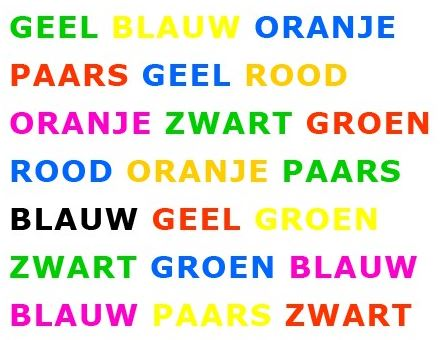 GEEL BLAUW ORANJE
PAARS GEEL ROOD
ORANJE ZWART GROEN
ROOD ORANJE PAARS
BLAUW GEEL GROEN
ZWART GROEN BLAUW
BLAUW PAARS ZWART